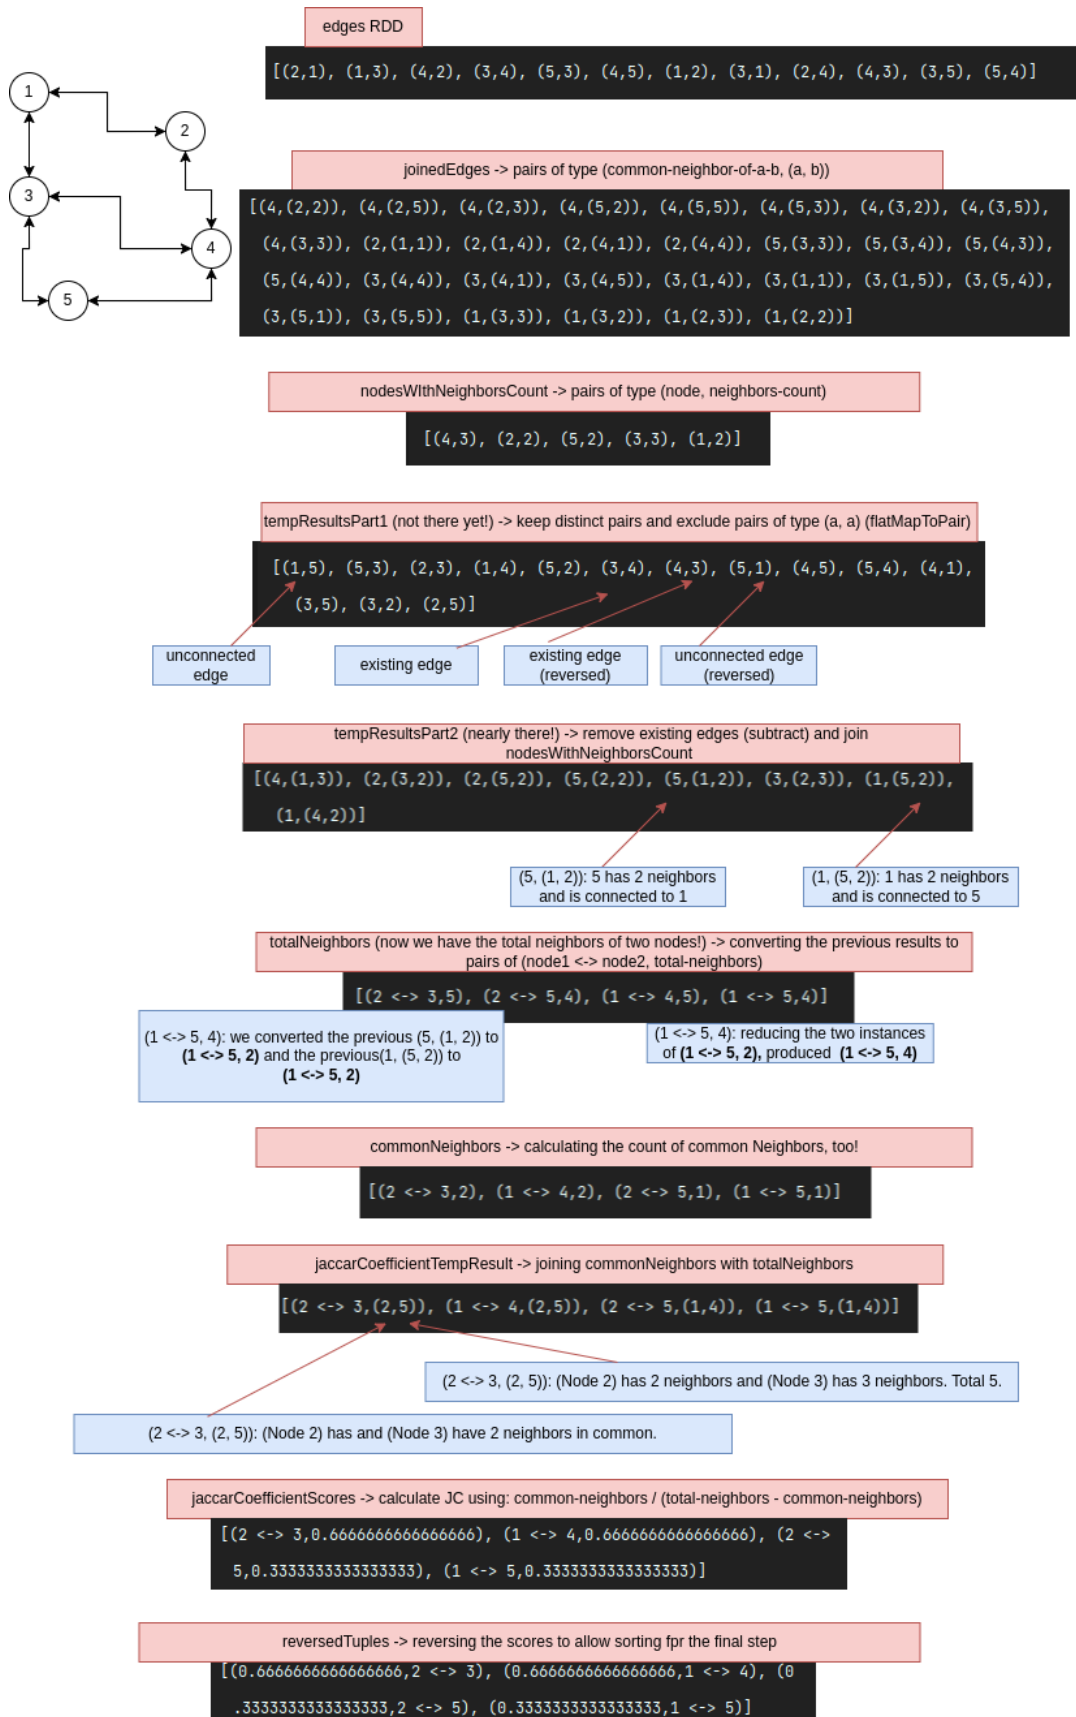 edges RDD
[(2,1), (1,3), (4,2), (3,4), (5,3), (4,5), (1,2), (3,1), (2,4), (4,3), (3,5), (5,4)]
1
2
3
4
5
joinedEdges -> pairs of type (common-neighbor-of-a-b, (a, b))
[(4,(2,2)), (4,(2,5)), (4,(2,3)), (4,(5,2)), (4,(5,5)), (4,(5,3)), (4,(3,2)), (4,(3,5)),
(4,(3,3)), (2,(1,1)), (2,(1,4)), (2,(4,1)), (2,(4,4)), (5,(3,3)), (5,(3,4)), (5,(4,3)),
(5,(4,4)), (3,(4,4)), (3,(4,1)), (3,(4,5)), (3,(1,4)), (3,(1,1)), (3,(1,5)), (3,(5,4)),
(3,(5,1)), (3,(5,5)), (1,(3,3)), (1,(3,2)), (1,(2,3)), (1,(2,2))]
nodesWIthNeighborsCount -> pairs of type (node, neighbors-count)
[(4,3), (2,2), (5,2), (3,3), (1,2)]
tempResultsPart1 (not there yet!) -> keep distinct pairs and exclude pairs of type (a, a) (flatMapToPair)
[(1,5), (5,3), (2,3), (1,4), (5,2), (3,4), (4,3), (5,1), (4,5), (5,4), (4,1),
(3,5), (3,2), (2,5)]
unconnected
edge
existing edge
existing edge
(reversed)
unconnected edge
(reversed)
tempResultsPart2 (nearly there!) -> remove existing edges (subtract) and join
nodesWithNeighborsCount
[(4,(1,3)), (2,(3,2)), (2,(5,2)), (5,(2,2)), (5,(1,2)), (3,(2,3)), (1,(5,2)),
(1,(4,2))]
(5, (1, 2)): 5 has 2 neighbors
and is connected to 1
(1, (5, 2)): 1 has 2 neighbors
and is connected to 5
totalNeighbors (now we have the total neighbors of two nodes!) -> converting the previous results to
pairs of (node1 <-> node2, total-neighbors)
[(2 <-> 3,5), (2 <-> 5,4), (1 <-> 4,5), (1 <-> 5,4)]
(1 <-> 5, 4): we converted the previous (5, (1, 2)) to
(1 <-> 5, 2) and the previous(1, (5, 2)) to
(1 <-> 5, 2)
(1 <-> 5, 4): reducing the two instances
of (1 <-> 5, 2), produced (1 <-> 5, 4)
commonNeighbors -> calculating the count of common Neighbors, too!
[(2 <-> 3,2), (1 <-> 4,2), (2 <-> 5,1), (1 <-> 5,1)]
jaccarCoefficientTempResult -> joining commonNeighbors with totalNeighbors
[(2 <-> 3,(2,5)), (1 <-> 4,(2,5)), (2 <-> 5,(1,4)), (1 <-> 5,(1,4))]
(2 <-> 3, (2, 5)): (Node 2) has 2 neighbors and (Node 3) has 3 neighbors. Total 5.
(2 <-> 3, (2, 5)): (Node 2) has and (Node 3) have 2 neighbors in common.
jaccarCoefficientScores -> calculate JC using: common-neighbors / (total-neighbors - common-neighbors)
[(2 <-> 3,0.6666666666666666), (1 <-> 4,0.6666666666666666), (2 <->
5,0.3333333333333333), (1 <-> 5,0.3333333333333333)]
reversedTuples -> reversing the scores to allow sorting fpr the final step
[(0.6666666666666666,2 <-> 3), (0.6666666666666666,1 <-> 4), (0
.3333333333333333,2 <-> 5), (0.3333333333333333,1 <-> 5)]